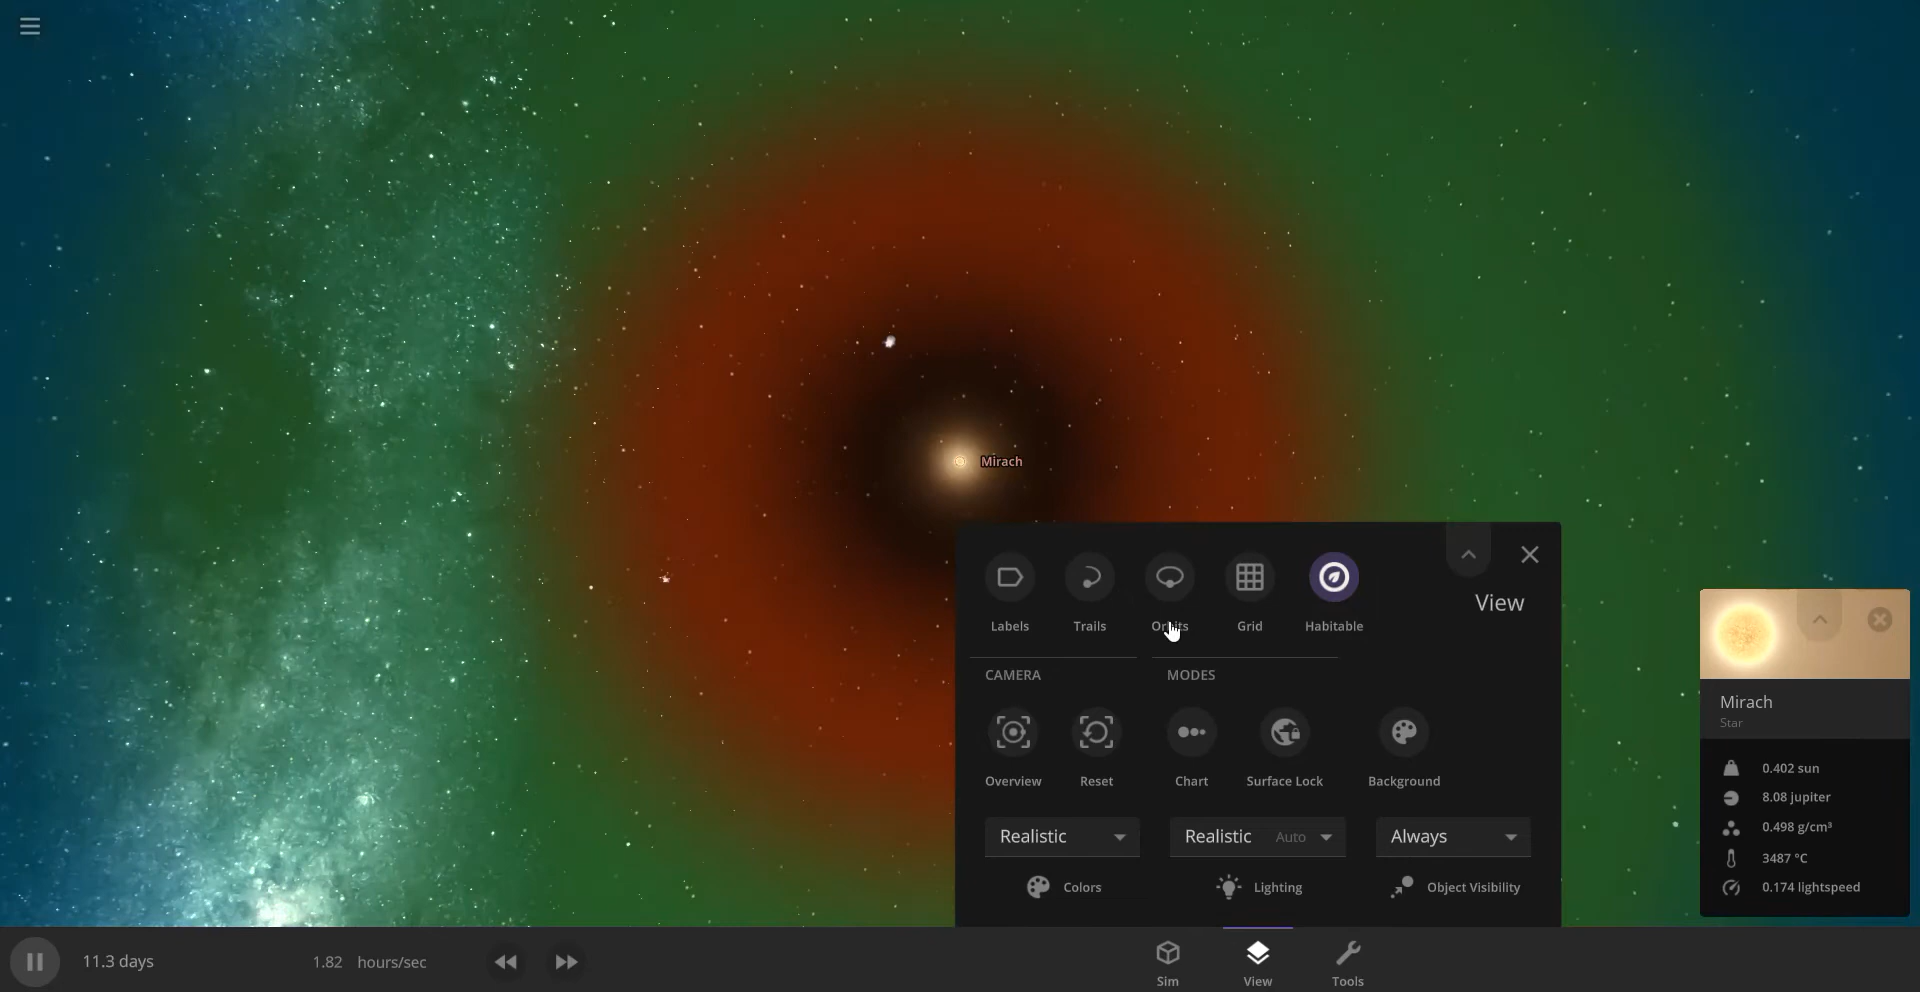 Mirach
Labels
Trails
Orbits
Grid
Habitable
View
CAMERA
MODES
Overview
Reset
Chart
Surface Lock
Background
Realistic
Realistic Auto
Always
Colors
Lighting
Object Visibility
Mirach
Star
0.402 sun
8.08 jupiter
0.498 g/cm³
3487 °C
0.174 lightspeed
11.3 days
1.82 hours/sec
Sim
View
Tools